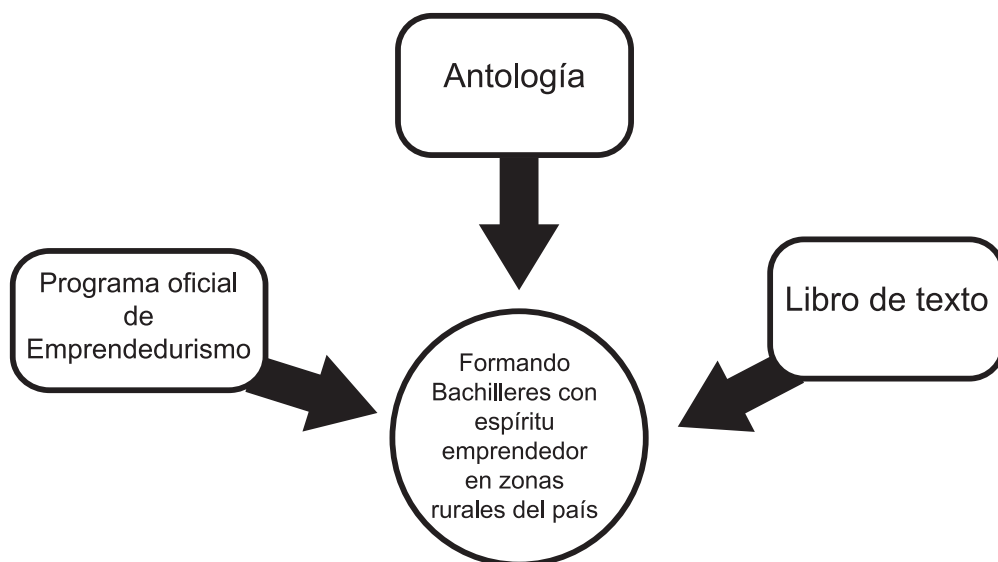 Antología
Programa oficial
de
Emprendedurismo
Libro de texto
Formando
Bachilleres con
espíritu
emprendedor
en zonas
rurales del país